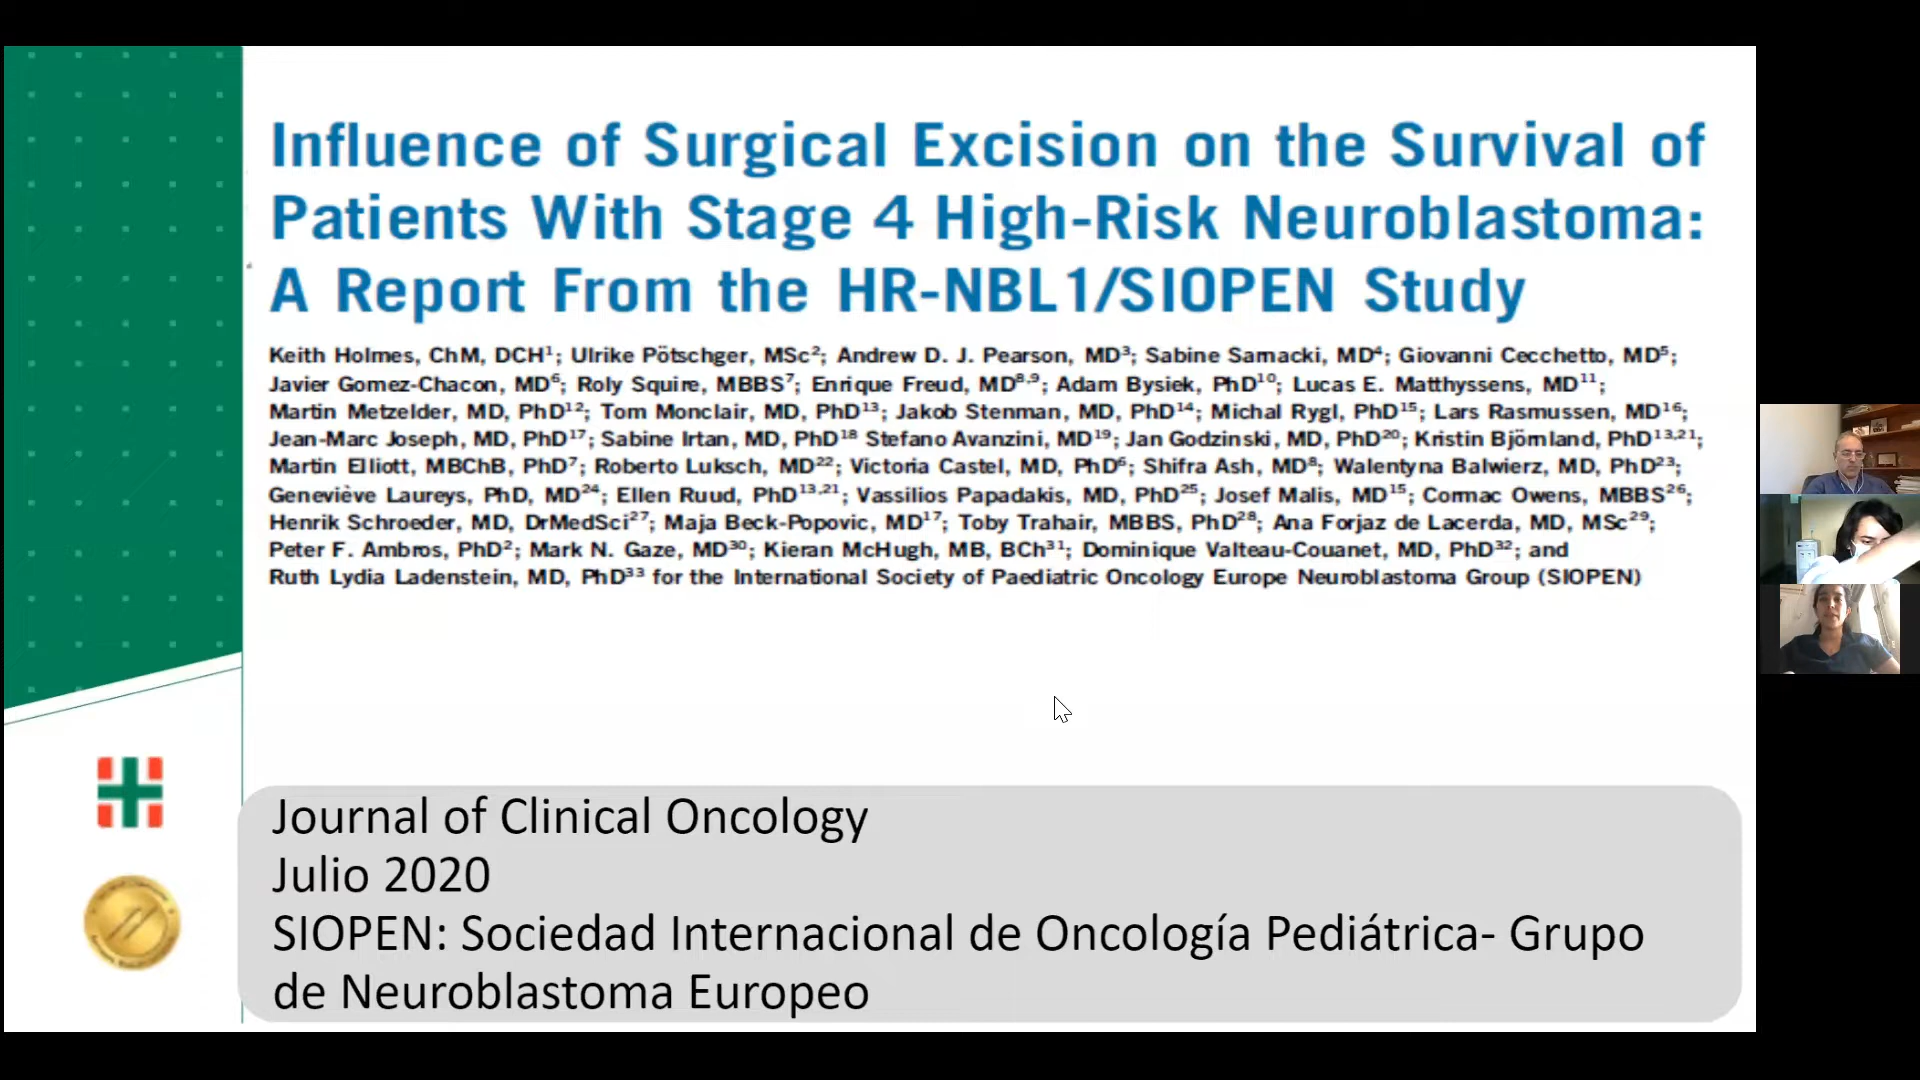 Influence of Surgical Excision on the Survival of
Patients With Stage 4 High-Risk Neuroblastoma:
A Report From the HR-NBL1/SIOPEN Study
Keith Holmes, ChM, DCH¹; Ulrike Pötschger, MSc²; Andrew D. J. Pearson, MD³; Sabine Sarnacki, MD⁴; Giovanni Cecchetto, MD⁵;
Javier Gomez-Chacon, MD⁶; Roly Squire, MBBS⁷; Enrique Freud, MD⁸,⁹; Adam Bysiek, PhD¹⁰; Lucas E. Matthyssens, MD¹¹;
Martin Metzelder, MD, PhD¹²; Tom Monclair, MD, PhD¹³; Jakob Stenman, MD, PhD¹⁴; Michal Rygl, PhD¹⁵; Lars Rasmussen, MD¹⁶;
Jean-Marc Joseph, MD, PhD¹⁷; Sabine Irtan, MD, PhD¹⁸ Stefano Avanzini, MD¹⁹; Jan Godzinski, MD, PhD²⁰; Kristin Björnland, PhD¹³,²¹;
Martin Elliott, MBChB, PhD⁷; Roberto Luksch, MD²²; Victoria Castel, MD, PhD⁶; Shifra Ash, MD⁸; Walentyna Balwierz, MD, PhD²³;
Geneviève Laureys, PhD, MD²⁴; Ellen Ruud, PhD¹³,²¹; Vassilios Papadakis, MD, PhD²⁵; Josef Malis, MD¹⁵; Cormac Owens, MBBS²⁶;
Henrik Schroeder, MD, DrMedSci²⁷; Maja Beck-Popovic, MD¹⁷; Toby Trahair, MBBS, PhD²⁸; Ana Forjaz de Lacerda, MD, MSc²⁹;
Peter F. Ambros, PhD²; Mark N. Gaze, MD³⁰; Kieran McHugh, MB, BCh³¹; Dominique Valteau-Couanet, MD, PhD³²; and
Ruth Lydia Ladenstein, MD, PhD³³ for the International Society of Paediatric Oncology Europe Neuroblastoma Group (SIOPEN)
Journal of Clinical Oncology
Julio 2020
SIOPEN: Sociedad Internacional de Oncología Pediátrica- Grupo
de Neuroblastoma Europeo